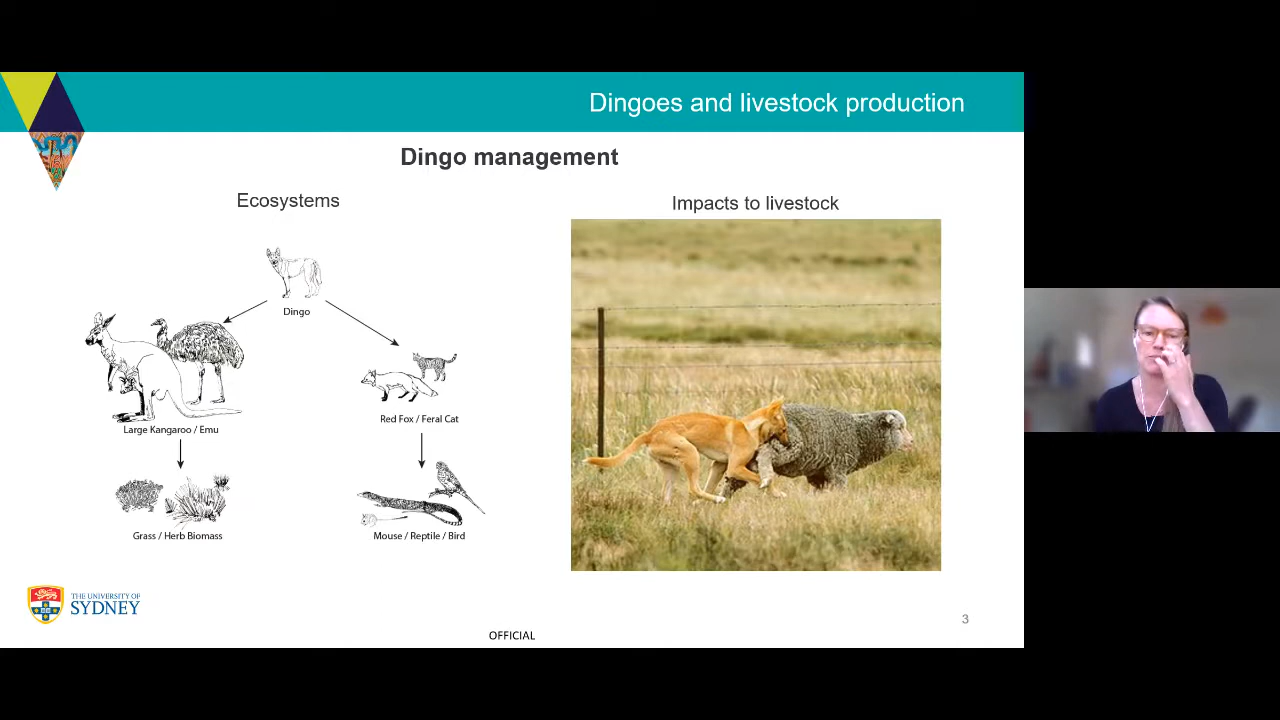 Dingoes and livestock production
Dingo management
Ecosystems
Dingo
Large Kangaroo / Emu
Red Fox / Feral Cat
Grass / Herb Biomass
Mouse / Reptile / Bird
Impacts to livestock
THE UNIVERSITY OF
SYDNEY
OFFICIAL
3